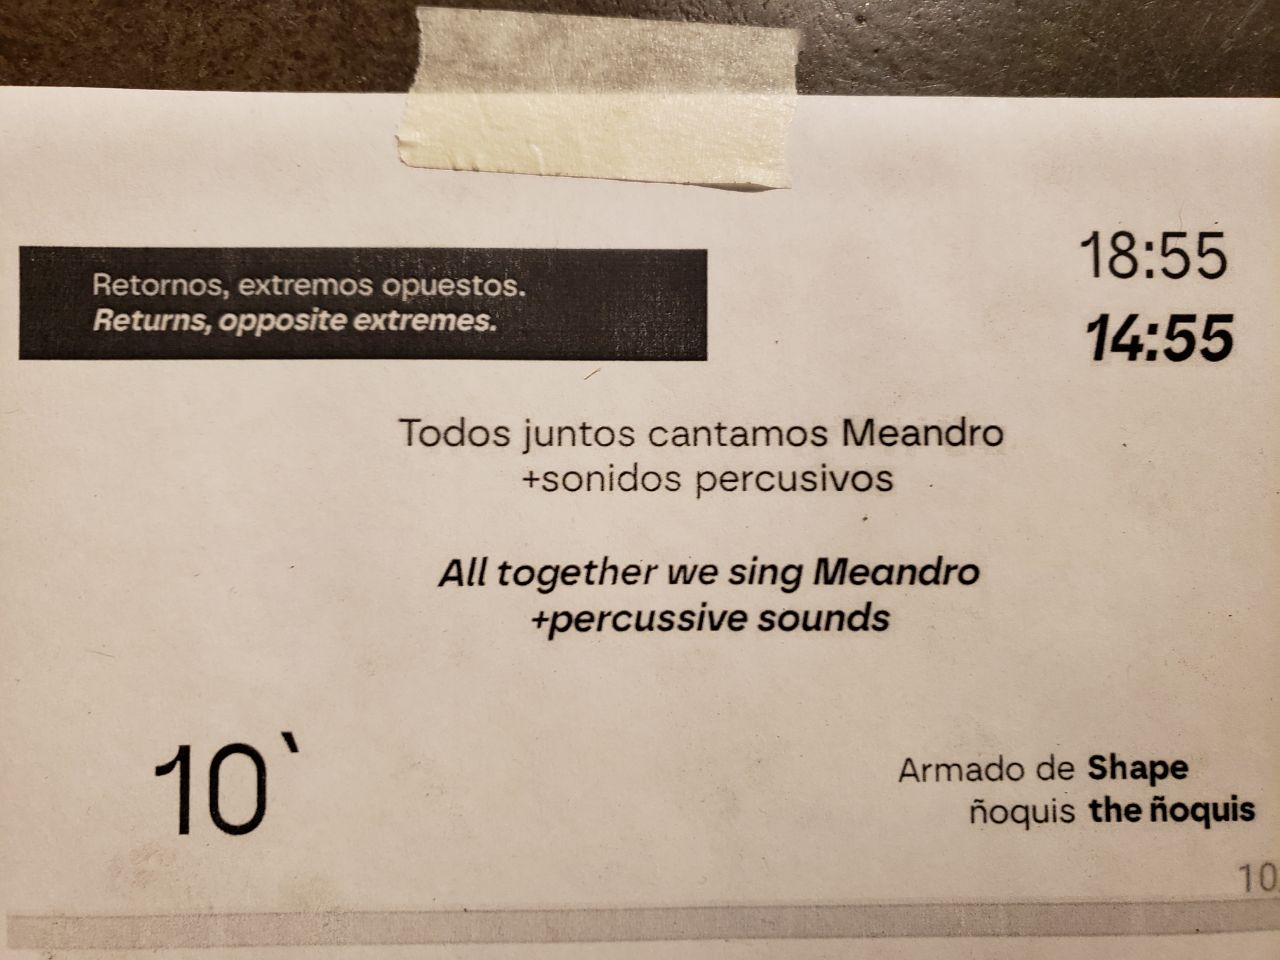 Retornos, extremos opuestos.
Returns, opposite extremes.
18:55
14:55
Todos juntos cantamos Meandro
+sonidos percusivos
All together we sing Meandro
+percussive sounds
10`
Armado de Shape
ñoquis the ñoquis
10